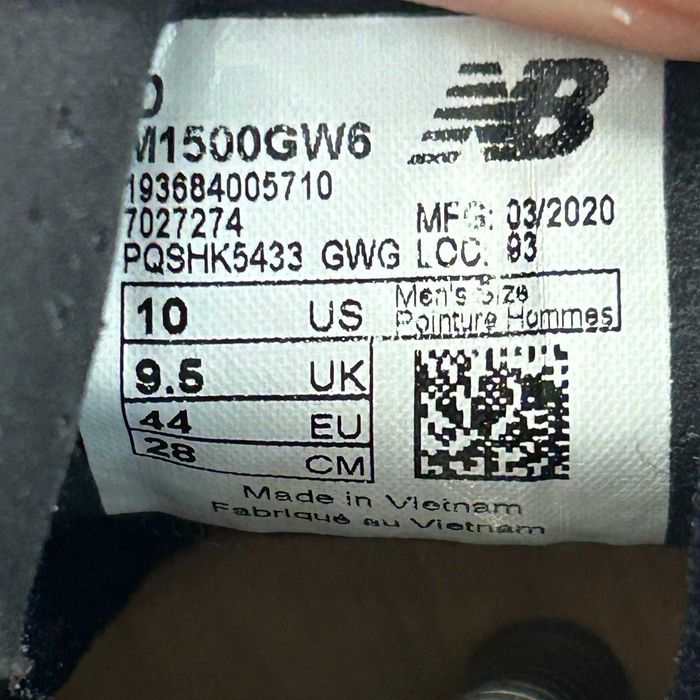 D
M1500GW6
193684005710
7027274 MFG: 03/2020
PQSHK5433 GWG LOC: 93
10 US Men's Size
Pointure Hommes
9.5 UK
44 EU
28 CM
Made in Vietnam
Fabriqué au Vietnam
NB